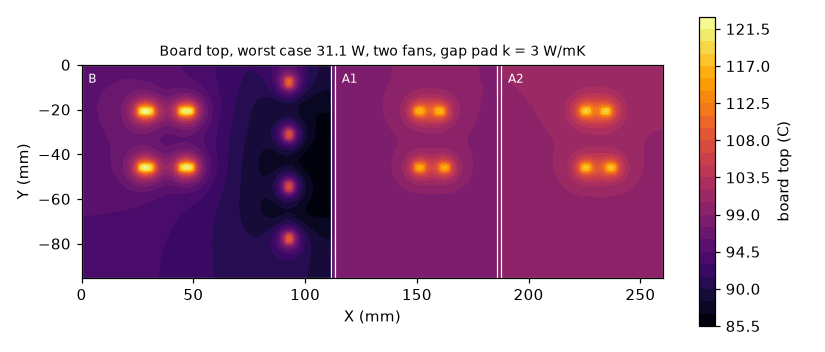 Board top, worst case 31.1 W, two fans, gap pad k = 3 W/mK
B
A1
A2
0
−20
−40
−60
−80
Y (mm)
0
50
100
150
200
250
X (mm)
121.5
117.0
112.5
108.0
103.5
99.0
94.5
90.0
85.5
board top (C)